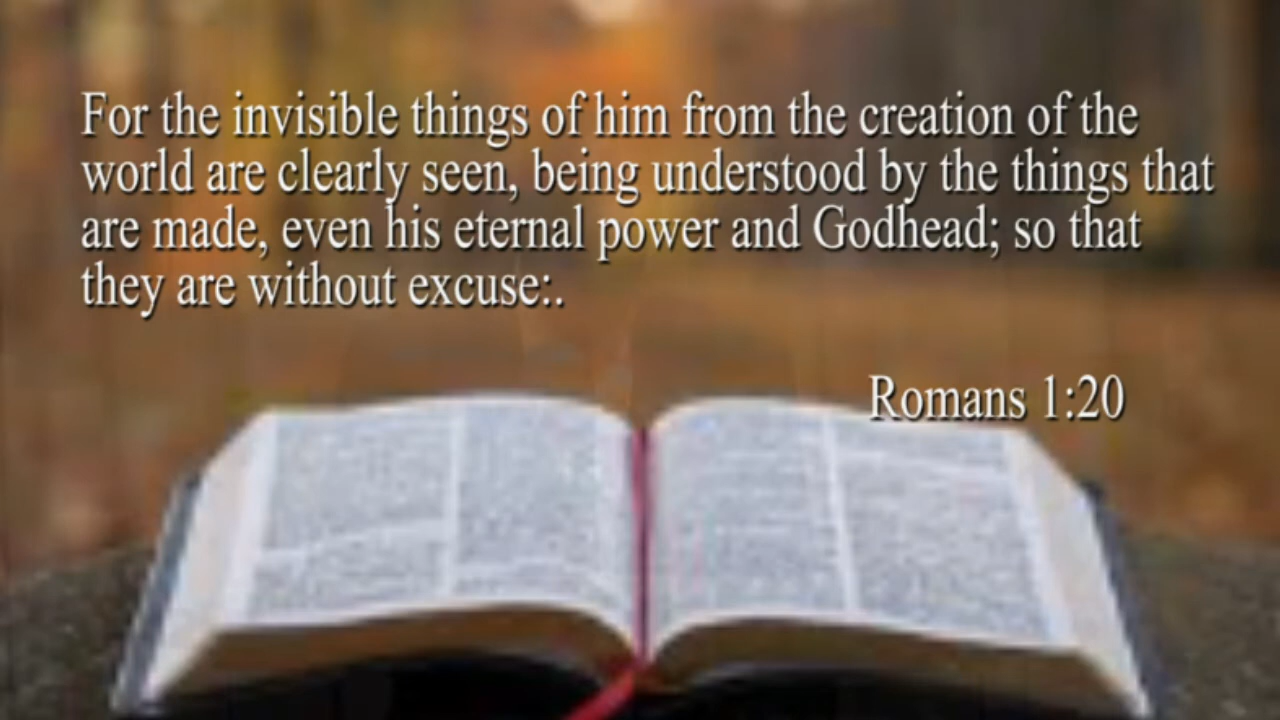 For the invisible things of him from the creation of the
world are clearly seen, being understood by the things that
are made, even his eternal power and Godhead; so that
they are without excuse:.
Romans 1:20